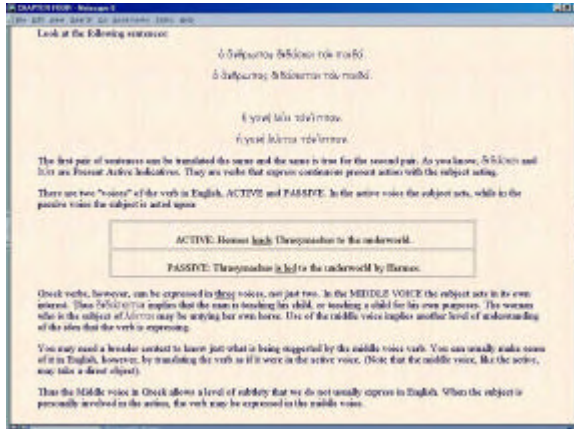 CHAPTER FOUR - Netscape 6
Look at the following sentences:
ὁ ἄνθρωπος διδάσκει τὸν παῖδα.
ὁ ἄνθρωπος διδάσκεται τὸν παῖδα.
ἡ γυνὴ λύει τὸν ἵππον.
ἡ γυνὴ λύεται τὸν ἵππον.
The first pair of sentences can be translated the same and the same is true for the second pair. As you know, διδάσκει and
λύει are Present Active Indicatives. They are verbs that express continuous present action with the subject acting.
There are two "voices" of the verb in English, ACTIVE and PASSIVE. In the active voice the subject acts, while in the
passive voice the subject is acted upon:
ACTIVE: Hermes leads Thrasymachus to the underworld.
PASSIVE: Thrasymachus is led to the underworld by Hermes.
Greek verbs, however, can be expressed in three voices, not just two. In the MIDDLE VOICE the subject acts in its own
interest. Thus διδάσκεται implies that the man is teaching his child, or teaching a child for his own purposes. The woman
who is the subject of λύεται may be untying her own horse. Use of the middle voice implies another level of understanding
of the idea that the verb is expressing.
You may need a broader context to know just what is being suggested by the middle voice verb. You can usually make sense
of it in English, however, by translating the verb as if it were in the active voice. (Note that the middle voice, like the active,
may take a direct object).
Thus the Middle voice in Greek allows a level of subtlety that we do not usually express in English. When the subject is
personally involved in the action, the verb may be expressed in the middle voice.